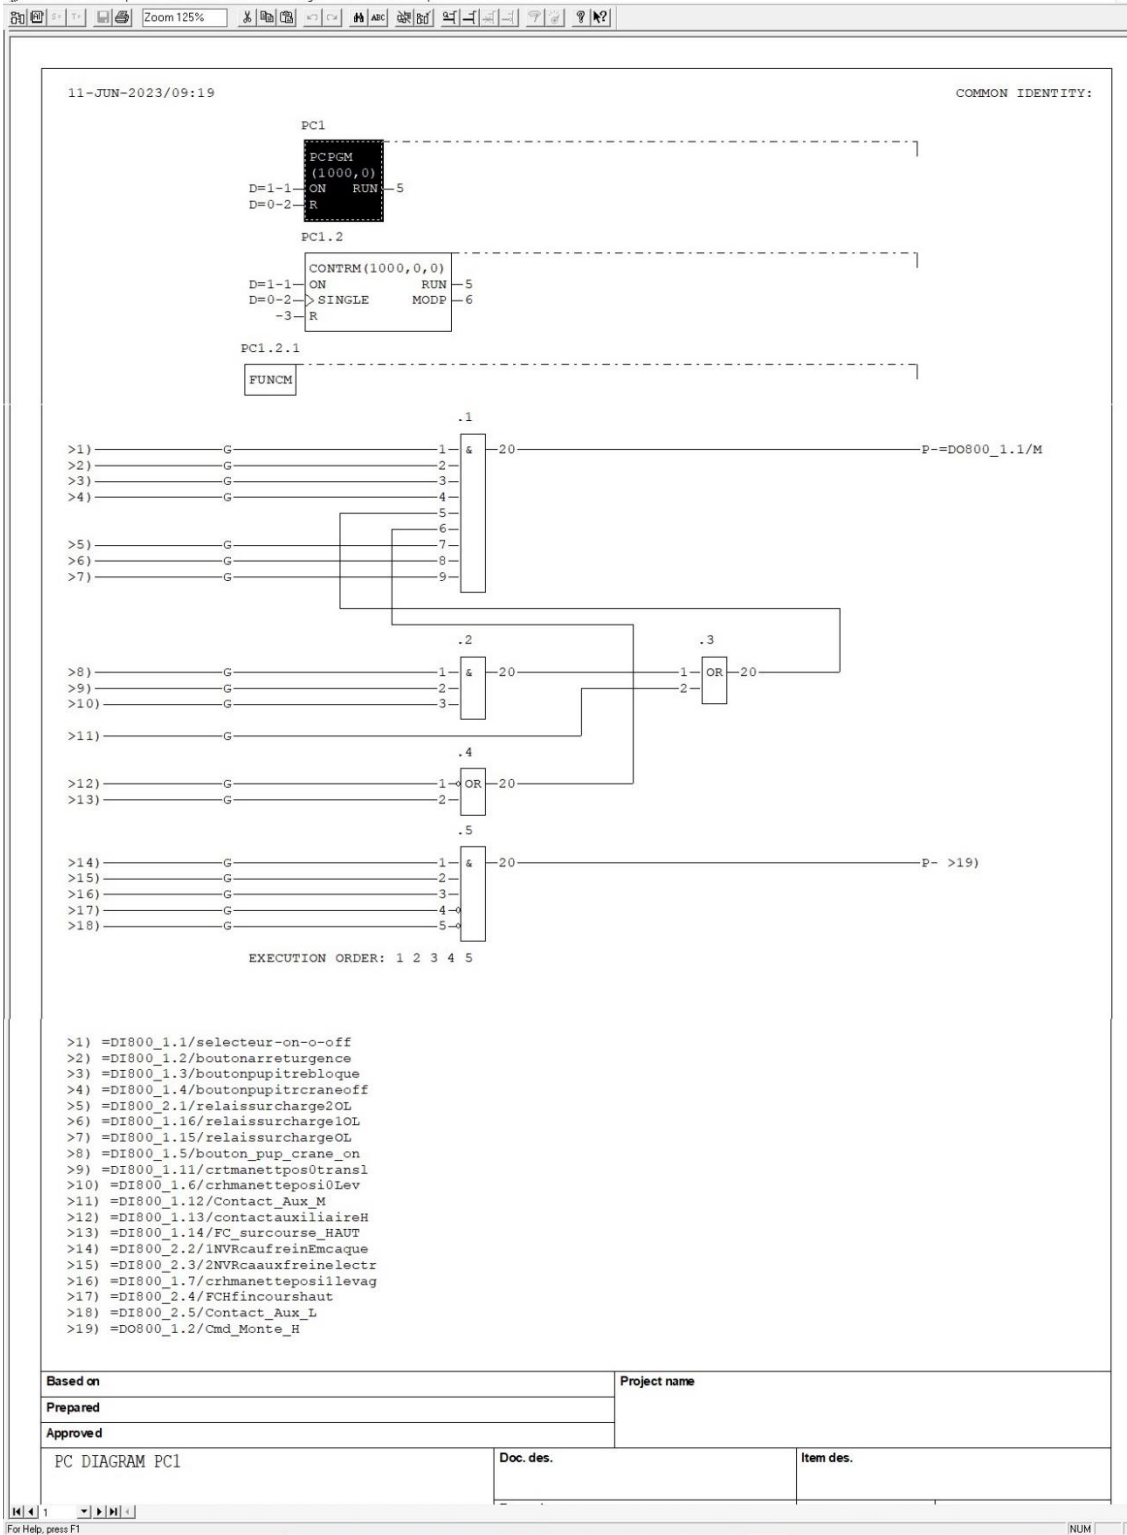 Zoom 125%
11-JUN-2023/09:19 COMMON IDENTITY:
PC1
PCPGM
(1000,0)
D=1-1 ON RUN 5
D=0-2 R
PC1.2
CONTRM(1000,0,0)
D=1-1 ON RUN 5
D=0-2 >SINGLE MODP 6
-3 R
PC1.2.1
FUNCM
.1
>1) G 1 & 20 P-=DO800_1.1/M
>2) G 2
>3) G 3
>4) G 4
5
6
>5) G 7
>6) G 8
>7) G 9
.2 .3
>8) G 1 & 20 1 OR 20
>9) G 2 2
>10) G 3
>11) G
.4
>12) G 1 OR 20
>13) G 2
.5
>14) G 1 & 20 P- >19)
>15) G 2
>16) G 3
>17) G 4
>18) G 5
EXECUTION ORDER: 1 2 3 4 5
>1) =DI800_1.1/selecteur-on-o-off
>2) =DI800_1.2/boutonarreturgence
>3) =DI800_1.3/boutonpupitrebloque
>4) =DI800_1.4/boutonpupitrcraneoff
>5) =DI800_2.1/relaissurcharge2OL
>6) =DI800_1.16/relaissurcharge1OL
>7) =DI800_1.15/relaissurchargeOL
>8) =DI800_1.5/bouton_pup_crane_on
>9) =DI800_1.11/crtmanettpos0transl
>10) =DI800_1.6/crhmanetteposi0Lev
>11) =DI800_1.12/Contact_Aux_M
>12) =DI800_1.13/contactauxiliaireH
>13) =DI800_1.14/FC_surcourse_HAUT
>14) =DI800_2.2/1NVRcaufreinEmcaque
>15) =DI800_2.3/2NVRcaauxfreinelectr
>16) =DI800_1.7/crhmanetteposi1levag
>17) =DI800_2.4/FCHfincourshaut
>18) =DI800_2.5/Contact_Aux_L
>19) =DO800_1.2/Cmd_Monte_H
Based on Project name
Prepared
Approved
PC DIAGRAM PC1 Doc. des. Item des.
1
For Help, press F1 NUM